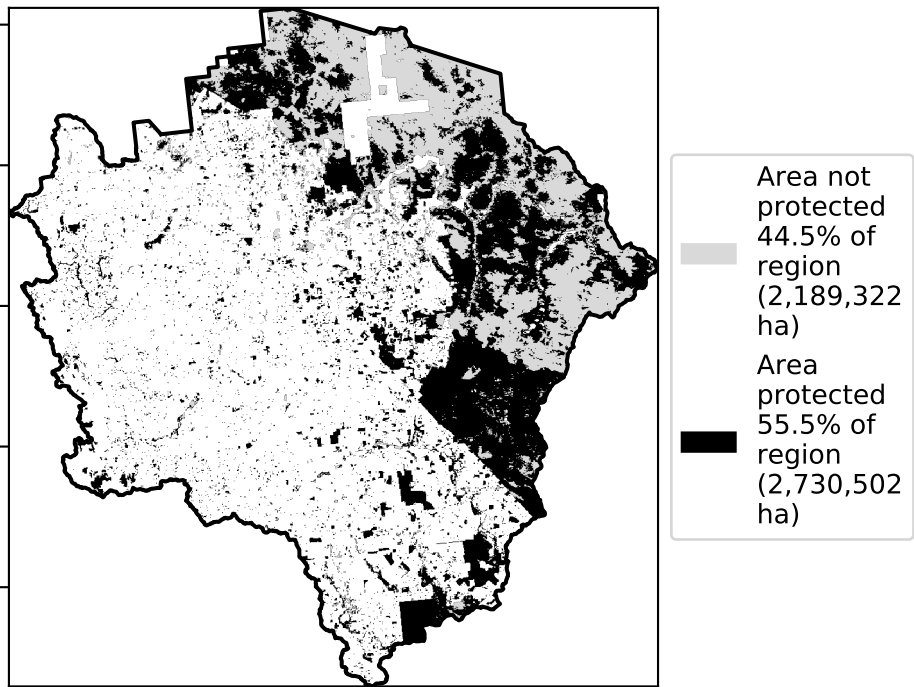 Area not
protected
44.5% of
region
(2,189,322
ha)
Area
protected
55.5% of
region
(2,730,502
ha)